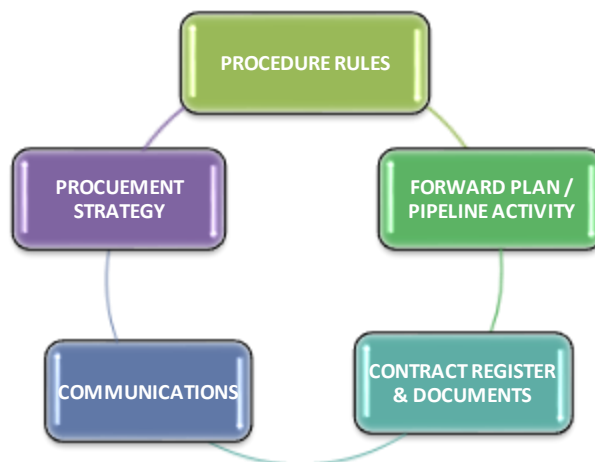 PROCEDURE RULES
PROCUEMENT
STRATEGY
FORWARD PLAN /
PIPELINE ACTIVITY
COMMUNICATIONS
CONTRACT REGISTER
& DOCUMENTS